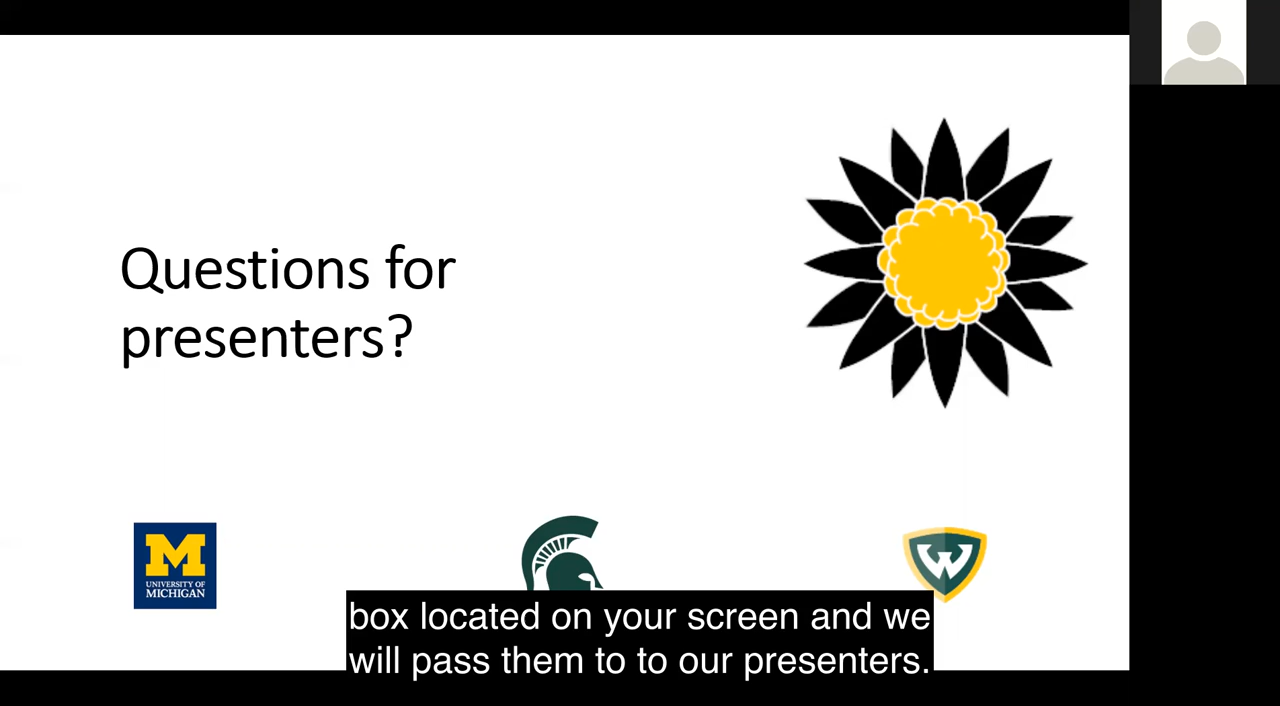 Questions for
presenters?
M
UNIVERSITY OF
MICHIGAN
W
box located on your screen and we
will pass them to to our presenters.